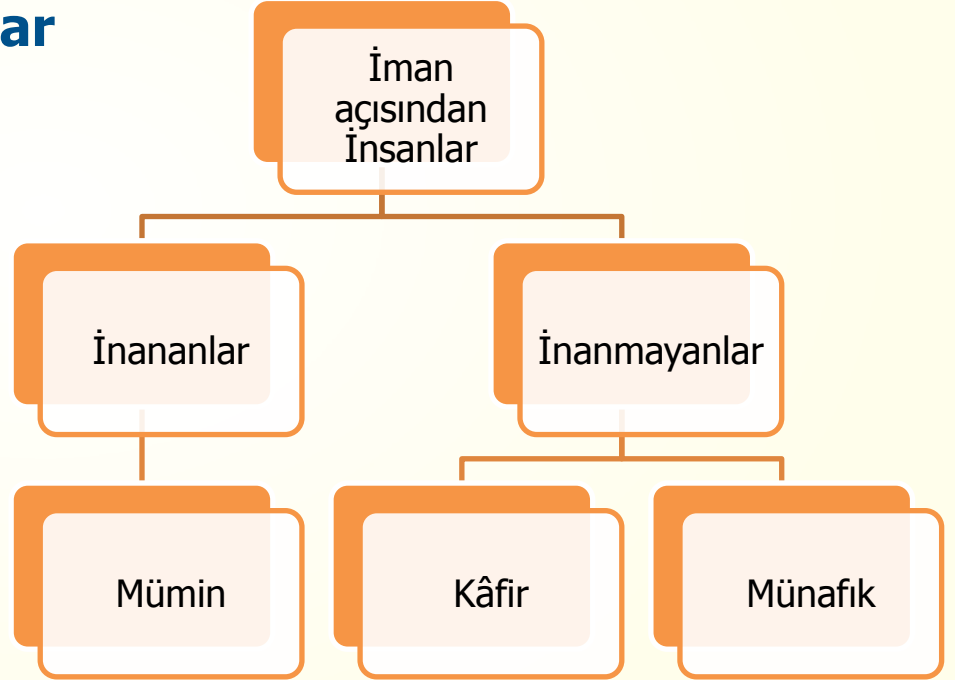 ar
İman
açısından
İnsanlar
İnananlar
İnanmayanlar
Mümin
Kâfir
Münafık